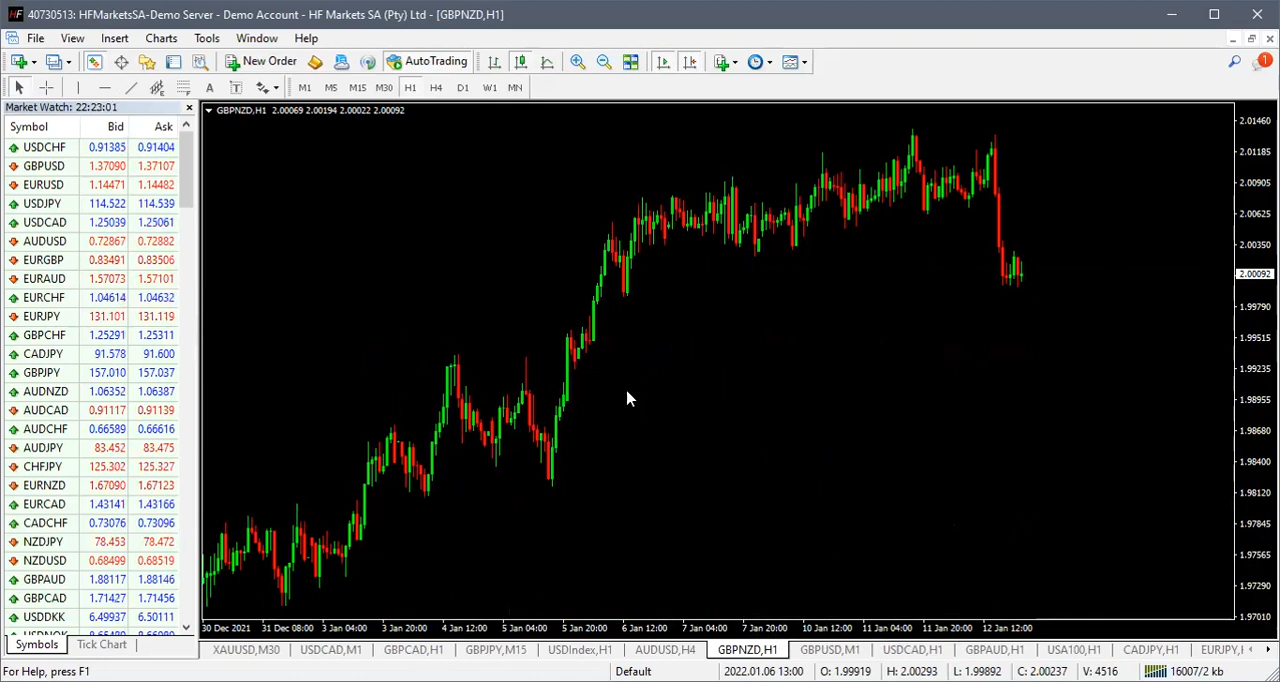 40730513: HFMarketsSA-Demo Server - Demo Account - HF Markets SA (Pty) Ltd - [GBPNZD,H1]
File View Insert Charts Tools Window Help
New Order AutoTrading 1
A T M1 M5 M15 M30 H1 H4 D1 W1 MN
Market Watch: 22:23:01
Symbol Bid Ask
USDCHF 0.91385 0.91404
GBPUSD 1.37090 1.37107
EURUSD 1.14471 1.14482
USDJPY 114.522 114.539
USDCAD 1.25039 1.25061
AUDUSD 0.72867 0.72882
EURGBP 0.83491 0.83506
EURAUD 1.57073 1.57101
EURCHF 1.04614 1.04632
EURJPY 131.101 131.119
GBPCHF 1.25291 1.25311
CADJPY 91.578 91.600
GBPJPY 157.010 157.037
AUDNZD 1.06352 1.06387
AUDCAD 0.91117 0.91139
AUDCHF 0.66589 0.66616
AUDJPY 83.452 83.475
CHFJPY 125.302 125.327
EURNZD 1.67090 1.67123
EURCAD 1.43141 1.43166
CADCHF 0.73076 0.73096
NZDJPY 78.453 78.472
NZDUSD 0.68499 0.68519
GBPAUD 1.88117 1.88146
GBPCAD 1.71427 1.71456
USDDKK 6.49937 6.50111
Symbols Tick Chart
GBPNZD,H1 2.00069 2.00194 2.00022 2.00092
2.01460
2.01185
2.00905
2.00625
2.00350
2.00092
1.99790
1.99515
1.99235
1.98955
1.98680
1.98400
1.98120
1.97845
1.97565
1.97290
1.97010
30 Dec 2021 31 Dec 08:00 3 Jan 04:00 3 Jan 20:00 4 Jan 12:00 5 Jan 04:00 5 Jan 20:00 6 Jan 12:00 7 Jan 04:00 7 Jan 20:00 10 Jan 12:00 11 Jan 04:00 11 Jan 20:00 12 Jan 12:00
XAUUSD,M30 USDCAD,M1 GBPCAD,H1 GBPJPY,M15 USDIndex,H1 AUDUSD,H4 GBPNZD,H1 GBPUSD,M1 USDCAD,H1 GBPAUD,H1 USA100,H1 CADJPY,H1 EURJPY,
For Help, press F1 Default 2022.01.06 13:00 O: 1.99919 H: 2.00293 L: 1.99892 C: 2.00237 V: 4516 16007/2 kb